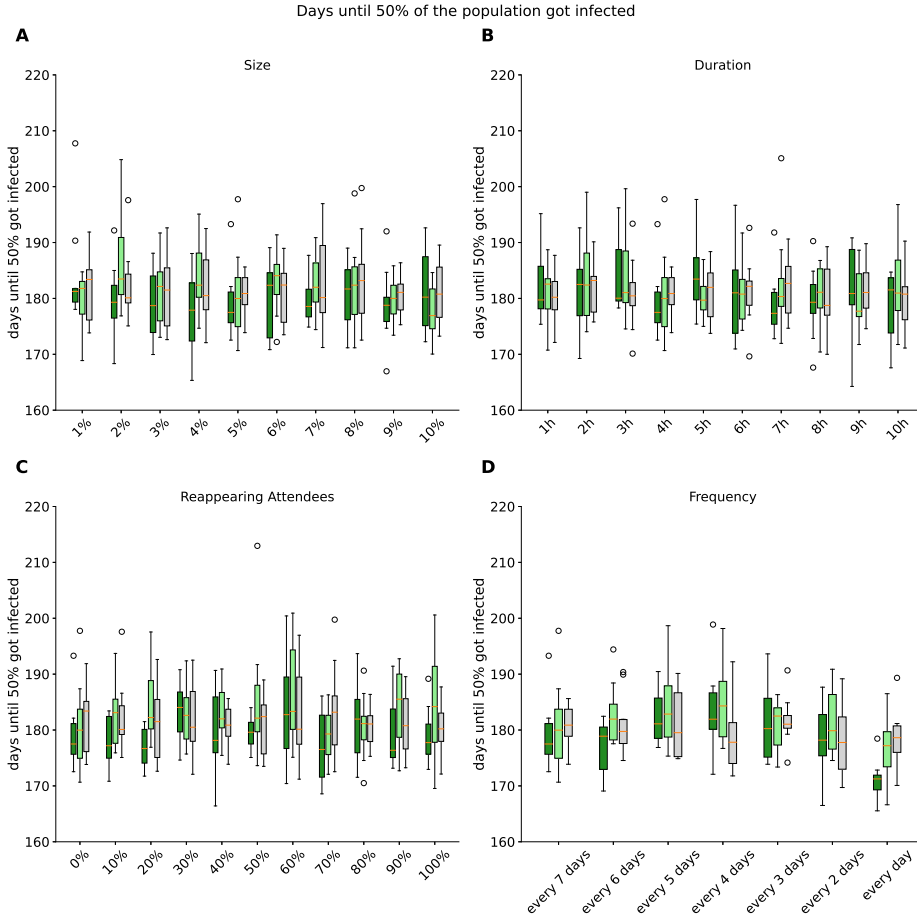 Days until 50% of the population got infected
A
Size
days until 50% got infected
220
210
200
190
180
170
160
1%
2%
3%
4%
5%
6%
7%
8%
9%
10%
B
Duration
days until 50% got infected
220
210
200
190
180
170
160
1h
2h
3h
4h
5h
6h
7h
8h
9h
10h
C
Reappearing Attendees
days until 50% got infected
220
210
200
190
180
170
160
0%
10%
20%
30%
40%
50%
60%
70%
80%
90%
100%
D
Frequency
days until 50% got infected
220
210
200
190
180
170
160
every 7 days
every 6 days
every 5 days
every 4 days
every 3 days
every 2 days
every day